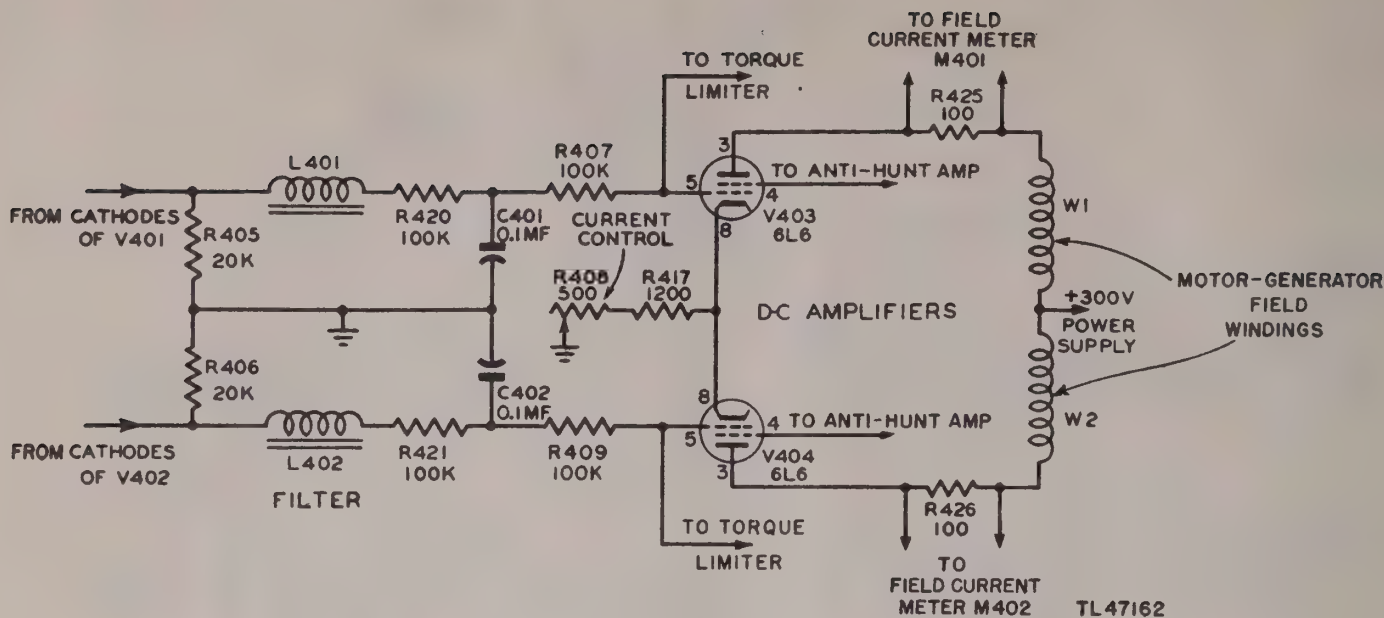 TO FIELD
CURRENT METER
M401
TO TORQUE
LIMITER
R425
100
L401
R407
100K
3
TO ANTI-HUNT AMP
5
4
FROM CATHODES
OF V401
R405
20K
R420
100K
C401
0.1MF
CURRENT
CONTROL
8
V403
6L6
W1
R408
500
R417
1200
D-C AMPLIFIERS
+300V
POWER
SUPPLY
MOTOR-GENERATOR
FIELD
WINDINGS
R406
20K
C402
0.1MF
8
4
TO ANTI-HUNT AMP
5
W2
FROM CATHODES
OF V402
L402
R421
100K
R409
100K
V404
6L6
3
FILTER
R426
100
TO TORQUE
LIMITER
TO
FIELD CURRENT
METER M402
TL47162